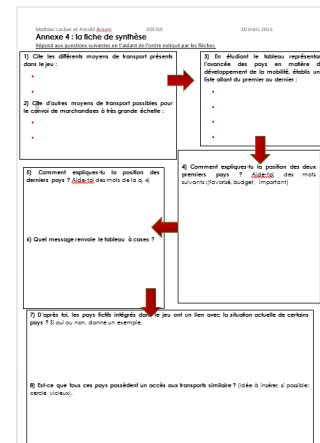 Mathias Lauber et Arnold JOCGO 30 mars 2015
Annexe 4 : la fiche de synthèse
Répond aux questions suivantes en t'aidant de l'ordre indiqué par les flèches.
1) Cite les différents moyens de transport présents
dans le jeu :
2) Cite d'autres moyens de transport possibles pour
le convoi de marchandises à très grande échelle :
3) En étudiant le tableau représentant
l'avancée des pays en matière de
développement de la mobilité, établis une
liste allant du premier au dernier :
4) Comment expliques-tu la position des deux
premiers pays ? Aide-toi des mots
suivants :(favorisé, budget, important)
5) Comment expliques-tu la position des
derniers pays ? Aide-toi des mots de la q. 4)
6) Quel message renvoie le tableau à cases ?
7) D'après toi, les pays fictifs intégrés dans le jeu ont un lien avec la situation actuelle de certains
pays ? Si oui ou non, donne un exemple.
8) Est-ce que tous ces pays possèdent un accès aux transports similaire ? (idée à insérer, si possible:
cercle vicieux).